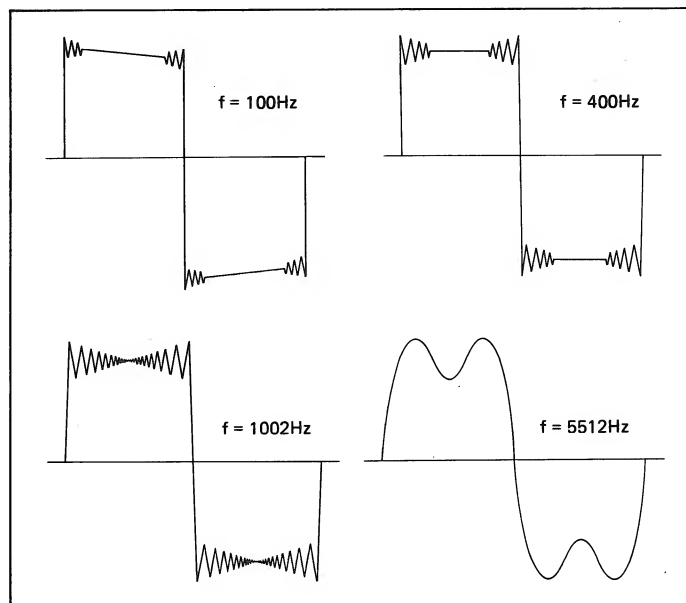 f = 100Hz
f = 400Hz
f = 1002Hz
f = 5512Hz